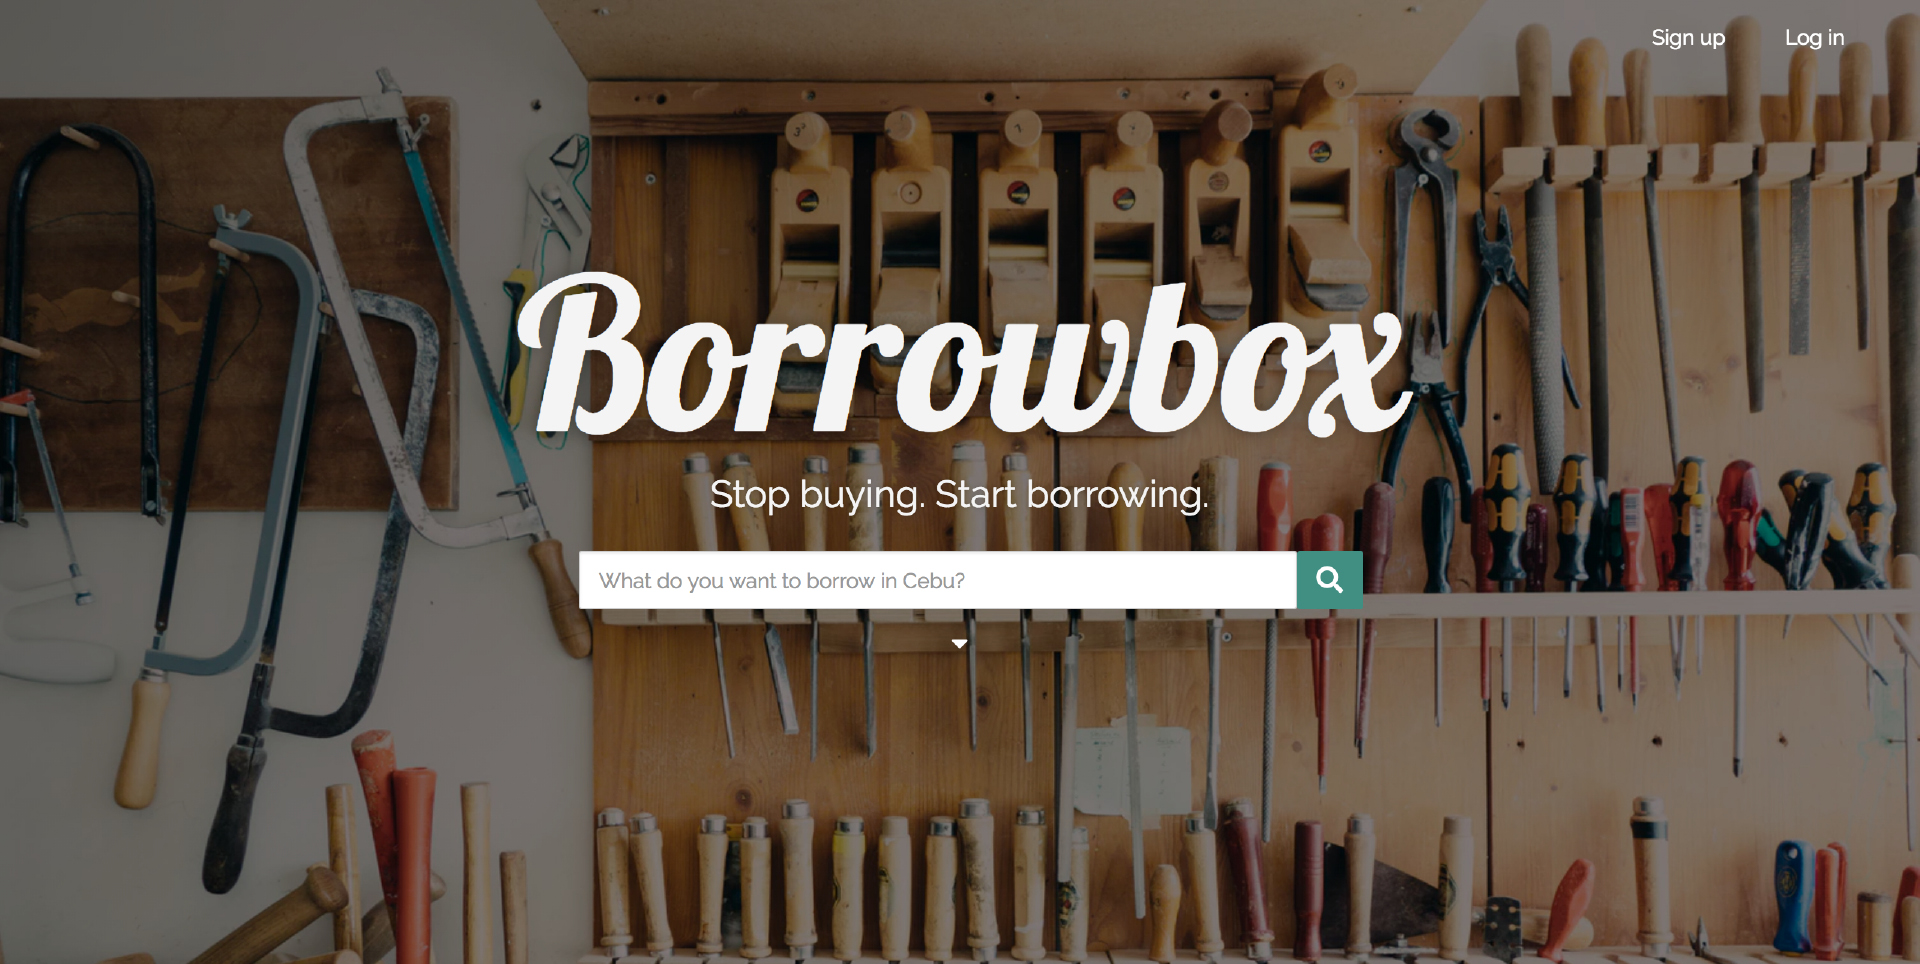 Sign up Log in
Borrowbox
Stop buying. Start borrowing.
What do you want to borrow in Cebu?